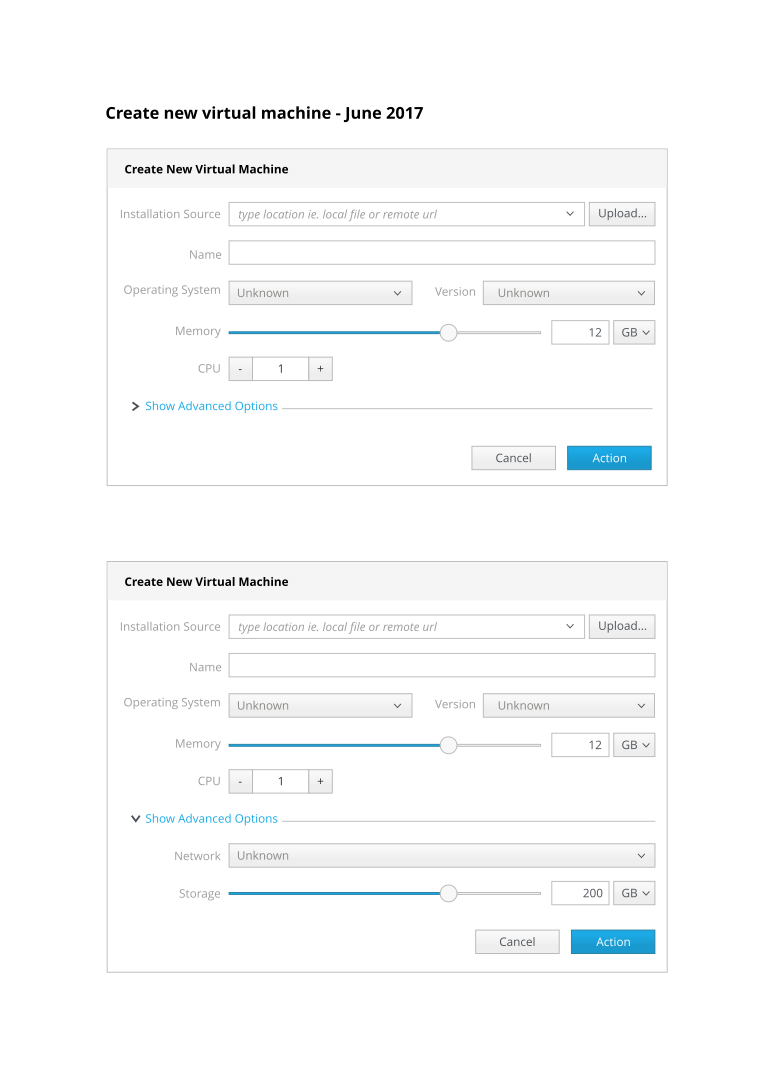 Create new virtual machine - June 2017
Create New Virtual Machine
Installation Source type location ie. local file or remote url Upload...
Name
Operating System Unknown Version Unknown
Memory 12 GB
CPU - 1 +
Show Advanced Options
Cancel Action
Create New Virtual Machine
Installation Source type location ie. local file or remote url Upload...
Name
Operating System Unknown Version Unknown
Memory 12 GB
CPU - 1 +
Show Advanced Options
Network Unknown
Storage 200 GB
Cancel Action